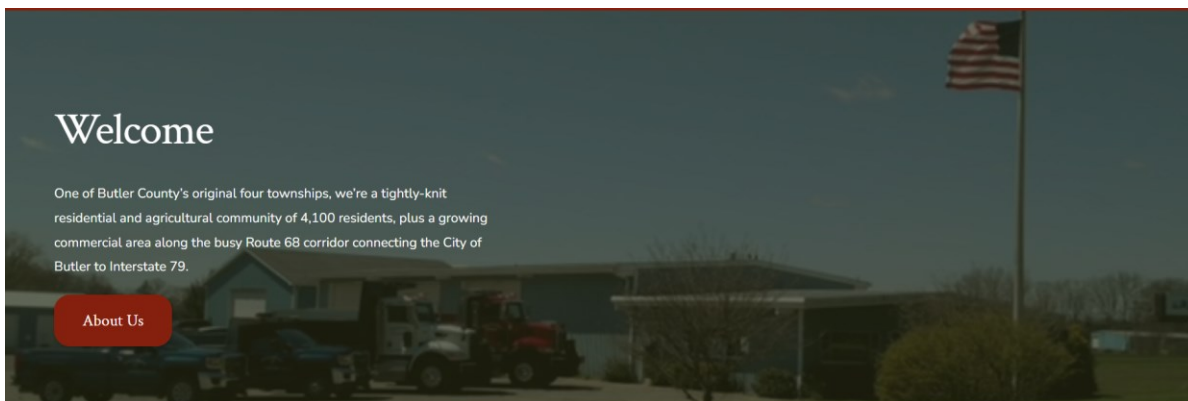 Welcome
One of Butler County's original four townships, we're a tightly-knit
residential and agricultural community of 4,100 residents, plus a growing
commercial area along the busy Route 68 corridor connecting the City of
Butler to Interstate 79.
About Us